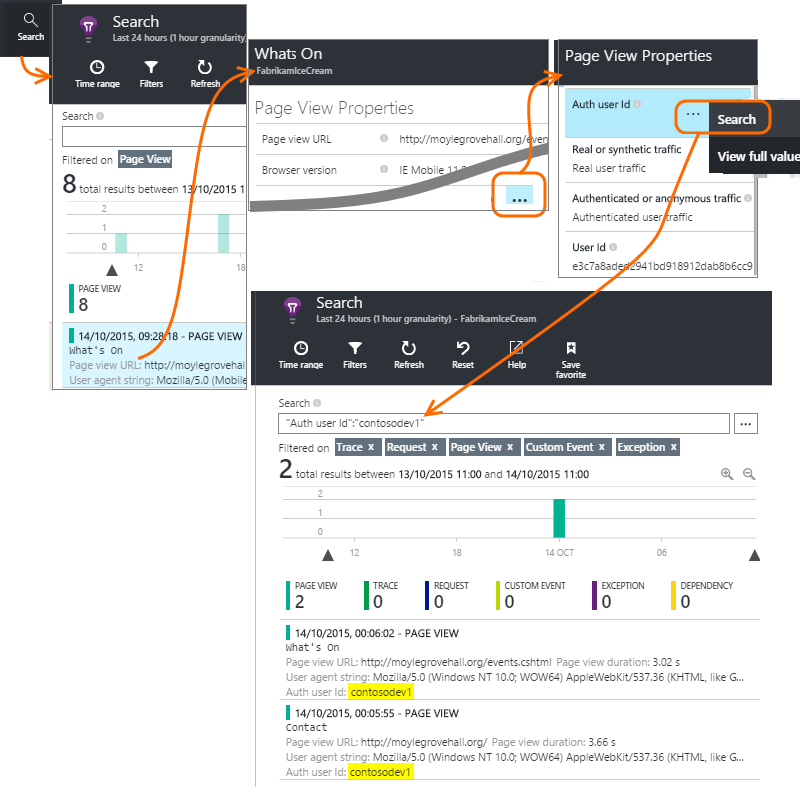 Search
Search
Last 24 hours (1 hour granularity)
Time range
Filters
Refresh
Search
Filtered on Page View
8 total results between 13/10/2015 1
2
1
0
12
18
PAGE VIEW
8
14/10/2015, 09:28:18 - PAGE VIEW
What's On
Page view URL: http://moylegrovehall
User agent string: Mozilla/5.0 (Mobile
Whats On
FabrikamIceCream
Page View Properties
Page view URL http://moylegrovehall.org/even
Browser version IE Mobile 11.0
...
Page View Properties
Auth user Id
...
Search
View full value
Real or synthetic traffic
Real user traffic
Authenticated or anonymous traffic
Authenticated user traffic
User Id
e3c7a8aded2941bd918912dab8b6cc9
Search
Last 24 hours (1 hour granularity) - FabrikamIceCream
Time range
Filters
Refresh
Reset
Help
Save favorite
Search
"Auth user Id":"contosodev1"
...
Filtered on Trace x Request x Page View x Custom Event x Exception x
2 total results between 13/10/2015 11:00 and 14/10/2015 11:00
2
1
0
12 18 14 OCT 06
PAGE VIEW TRACE REQUEST CUSTOM EVENT EXCEPTION DEPENDENCY
2 0 0 0 0 0
14/10/2015, 00:06:02 - PAGE VIEW
What's On
Page view URL: http://moylegrovehall.org/events.cshtml Page view duration: 3.02 s
User agent string: Mozilla/5.0 (Windows NT 10.0; WOW64) AppleWebKit/537.36 (KHTML, like G...
Auth user Id: contosodev1
14/10/2015, 00:05:55 - PAGE VIEW
Contact
Page view URL: http://moylegrovehall.org/ Page view duration: 3.66 s
User agent string: Mozilla/5.0 (Windows NT 10.0; WOW64) AppleWebKit/537.36 (KHTML, like G...
Auth user Id: contosodev1